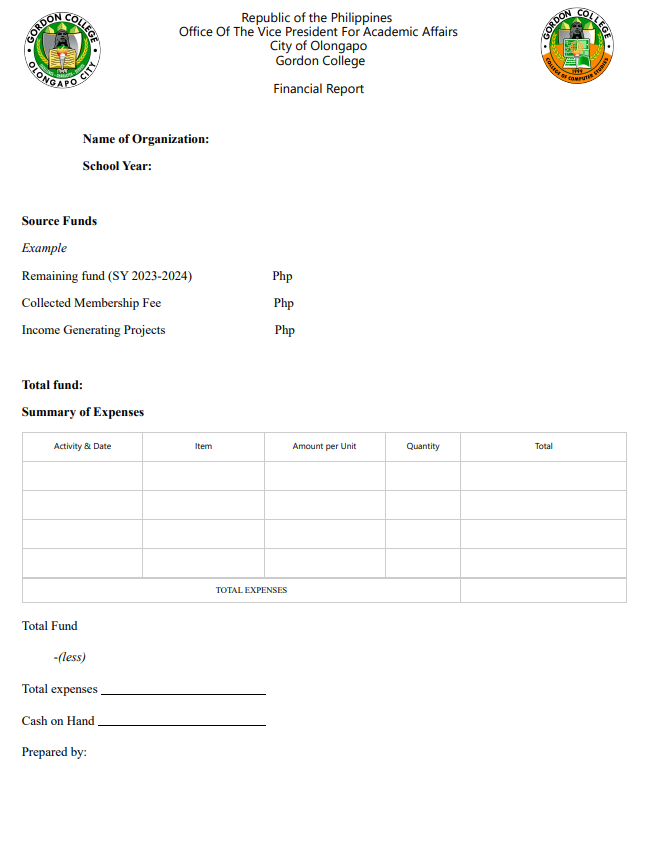 Republic of the Philippines
Office Of The Vice President For Academic Affairs
City of Olongapo
Gordon College
Financial Report
GORDON COLLEGE
OLONGAPO CITY
GORDON COLLEGE
COLLEGE OF COMPUTER STUDIES
1999
Name of Organization:
School Year:
Source Funds
Example
Remaining fund (SY 2023-2024) Php
Collected Membership Fee Php
Income Generating Projects Php
Total fund:
Summary of Expenses
Activity & Date Item Amount per Unit Quantity Total
TOTAL EXPENSES
Total Fund
-(less)
Total expenses
Cash on Hand
Prepared by: